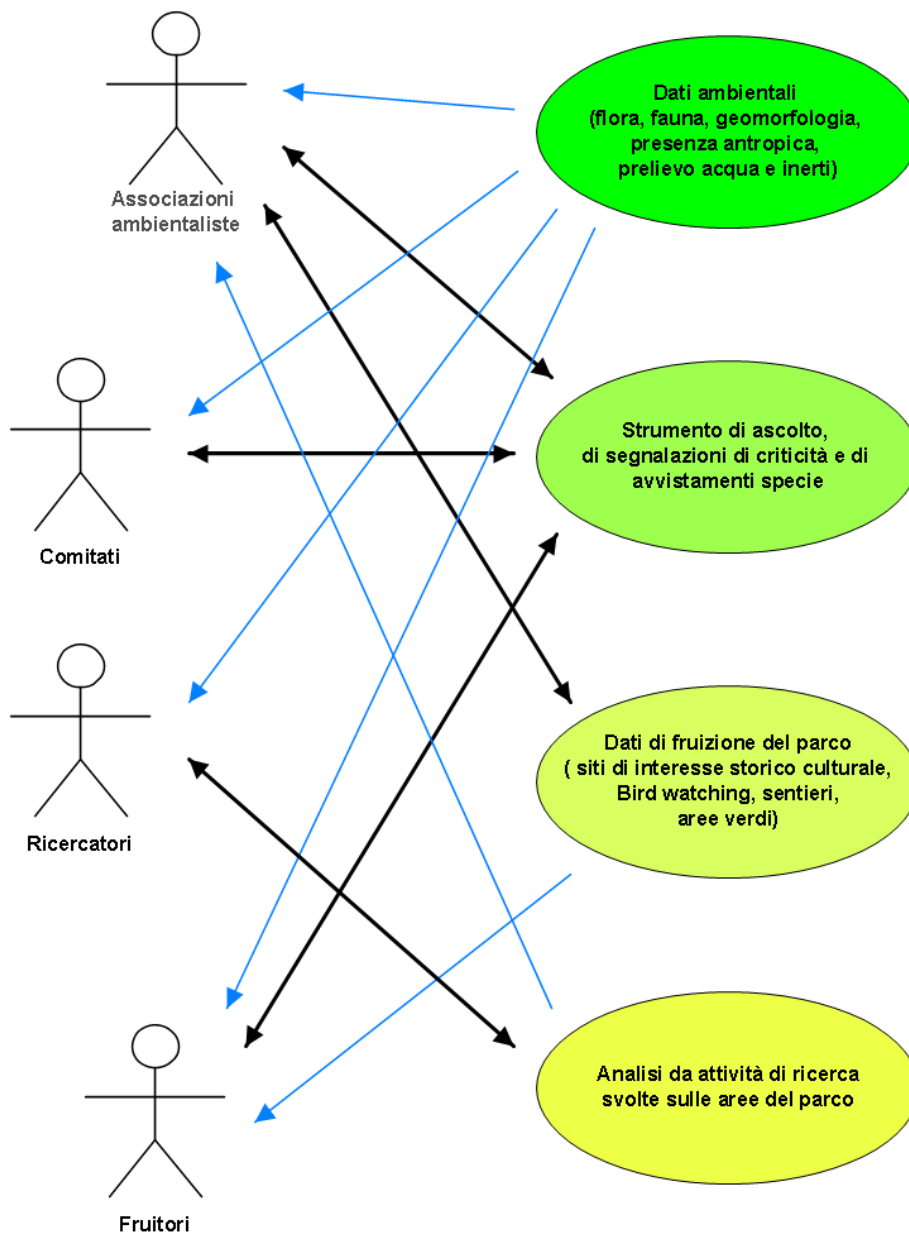 Associazioni
ambientaliste
Dati ambientali
(flora, fauna, geomorfologia,
presenza antropica,
prelievo acqua e inerti)
Comitati
Strumento di ascolto,
di segnalazioni di criticità e di
avvistamenti specie
Ricercatori
Dati di fruizione del parco
( siti di interesse storico culturale,
Bird watching, sentieri,
aree verdi)
Fruitori
Analisi da attività di ricerca
svolte sulle aree del parco